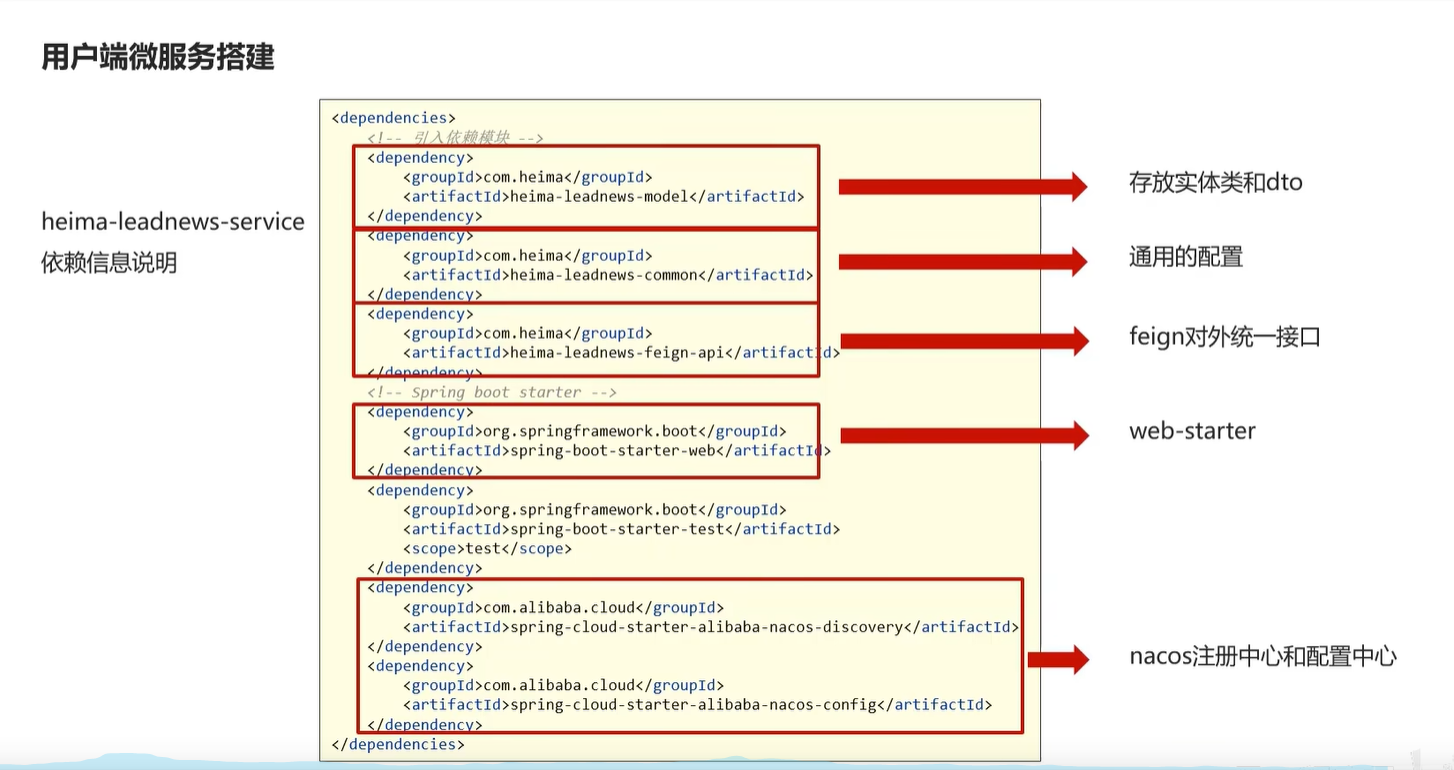 用户端微服务搭建
heima-leadnews-service
依赖信息说明
<dependencies>
<!-- 引入依赖模块 -->
<dependency>
<groupId>com.heima</groupId>
<artifactId>heima-leadnews-model</artifactId>
</dependency>
<dependency>
<groupId>com.heima</groupId>
<artifactId>heima-leadnews-common</artifactId>
</dependency>
<dependency>
<groupId>com.heima</groupId>
<artifactId>heima-leadnews-feign-api</artifactId>
</dependency>
<!-- Spring boot starter -->
<dependency>
<groupId>org.springframework.boot</groupId>
<artifactId>spring-boot-starter-web</artifactId>
</dependency>
<dependency>
<groupId>org.springframework.boot</groupId>
<artifactId>spring-boot-starter-test</artifactId>
<scope>test</scope>
</dependency>
<dependency>
<groupId>com.alibaba.cloud</groupId>
<artifactId>spring-cloud-starter-alibaba-nacos-discovery</artifactId>
</dependency>
<dependency>
<groupId>com.alibaba.cloud</groupId>
<artifactId>spring-cloud-starter-alibaba-nacos-config</artifactId>
</dependency>
</dependencies>
存放实体类和dto
通用的配置
feign对外统一接口
web-starter
nacos注册中心和配置中心